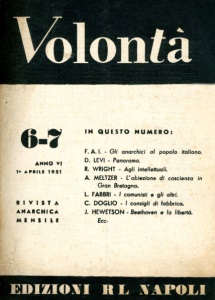 Volontà
6-7
ANNO VI
1º APRILE 1951
RIVISTA
ANARCHICA
MENSILE
IN QUESTO NUMERO:
F. A. I. - Gli anarchici al popolo italiano.
D. LEVI - Panorama.
R. WRIGHT - Agli intellettuali.
A. MELTZER - L'obiezione di coscienza in
Gran Bretagna.
L. FABBRI - I comunisti e gli altri.
C. DOGLIO - I consigli di fabbrica.
J. HEWETSON - Beethoven e la libertà.
Ecc.
EDIZIONI RL NAPOLI